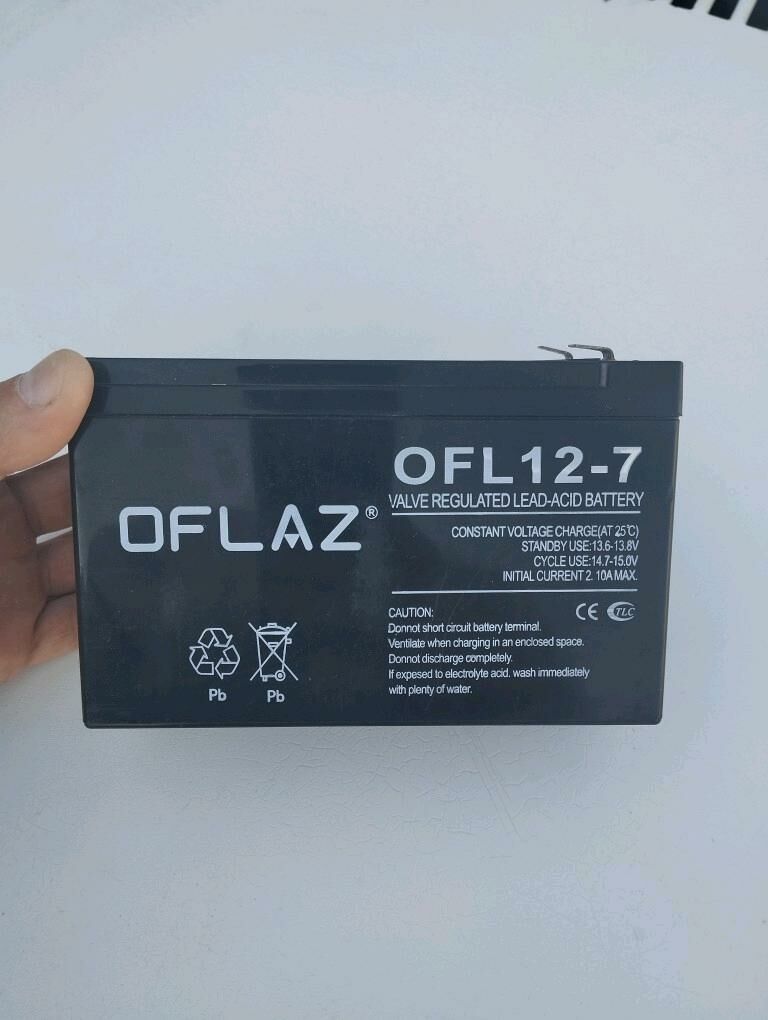 OFLAZ®
Pb
Pb
OFL12-7
VALVE REGULATED LEAD-ACID BATTERY
CONSTANT VOLTAGE CHARGE(AT 25℃)
STANDBY USE:13.6-13.8V
CYCLE USE:14.7-15.0V
INITIAL CURRENT 2. 10A MAX.
CAUTION:
CE TLC
Donnot short circuit battery terminal.
Ventilate when charging in an enclosed space.
Donnot discharge completely.
If exposed to electrolyte acid. wash immediately
with plenty of water.